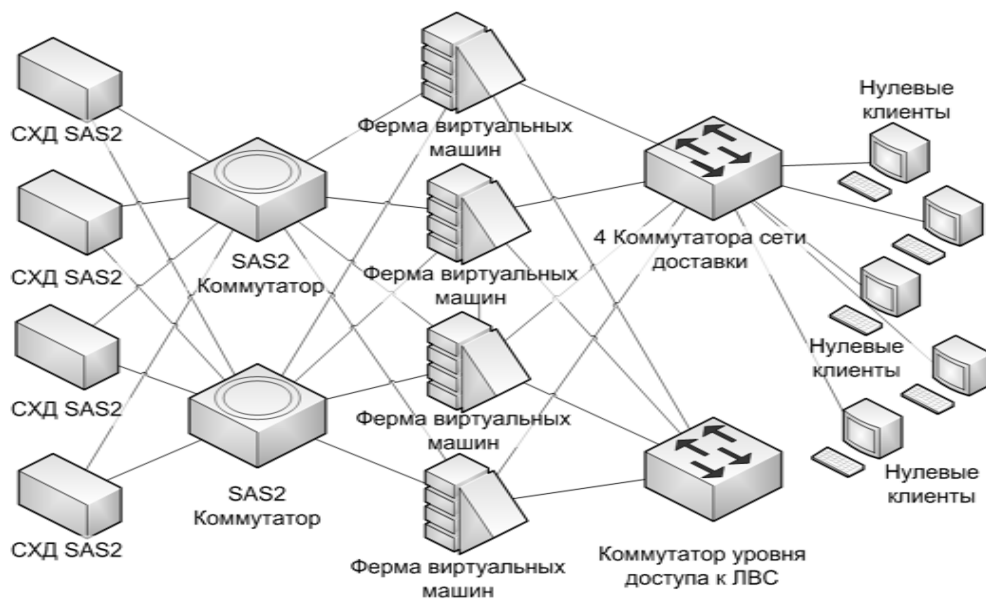 СХД SAS2
СХД SAS2
СХД SAS2
СХД SAS2
SAS2
Коммутатор
SAS2
Коммутатор
Ферма виртуальных
машин
Ферма виртуальных
машин
Ферма виртуальных
машин
Ферма виртуальных
машин
4 Коммутатора сети
доставки
Коммутатор уровня
доступа к ЛВС
Нулевые
клиенты
Нулевые
клиенты
Нулевые
клиенты